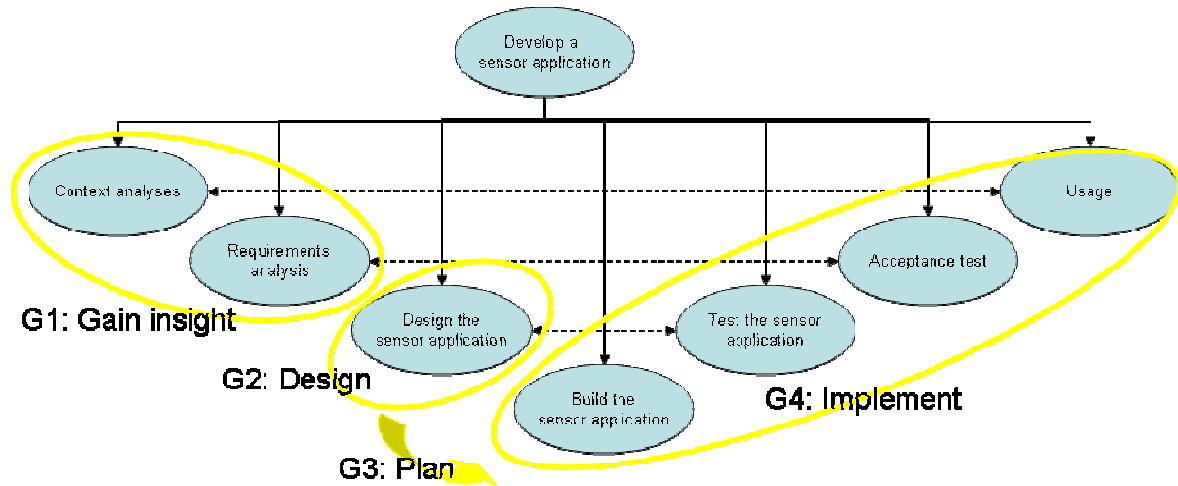 Develop a
sensor application
Context analyses
Usage
Requirements
analysis
Acceptance test
G1: Gain insight
Design the
sensor application
Test the sensor
application
G2: Design
Build the
sensor application
G4: Implement
G3: Plan